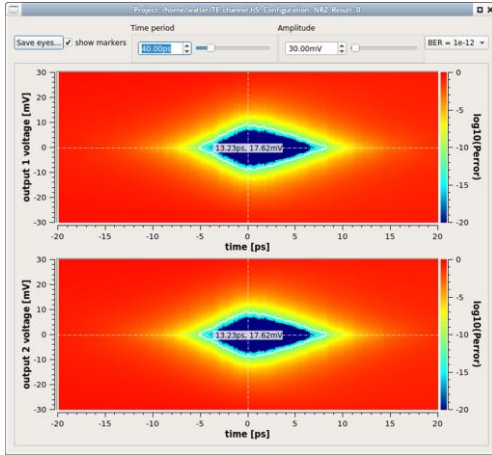 Project: /home/walter/TE_channel.h5 Configuration: NRZ Result: 0
Time period
Amplitude
Save eyes...
show markers
40.00ps
30.00mV
BER = 1e-12
output 1 voltage [mV]
30
20
10
0
-10
-20
-30
13.23ps, 17.62mV
-20 -15 -10 -5 0 5 10 15 20
time [ps]
0
-5
-10
-15
-20
log10(Perror)
output 2 voltage [mV]
30
20
10
0
-10
-20
-30
13.23ps, 17.62mV
-20 -15 -10 -5 0 5 10 15 20
time [ps]
0
-5
-10
-15
-20
log10(Perror)